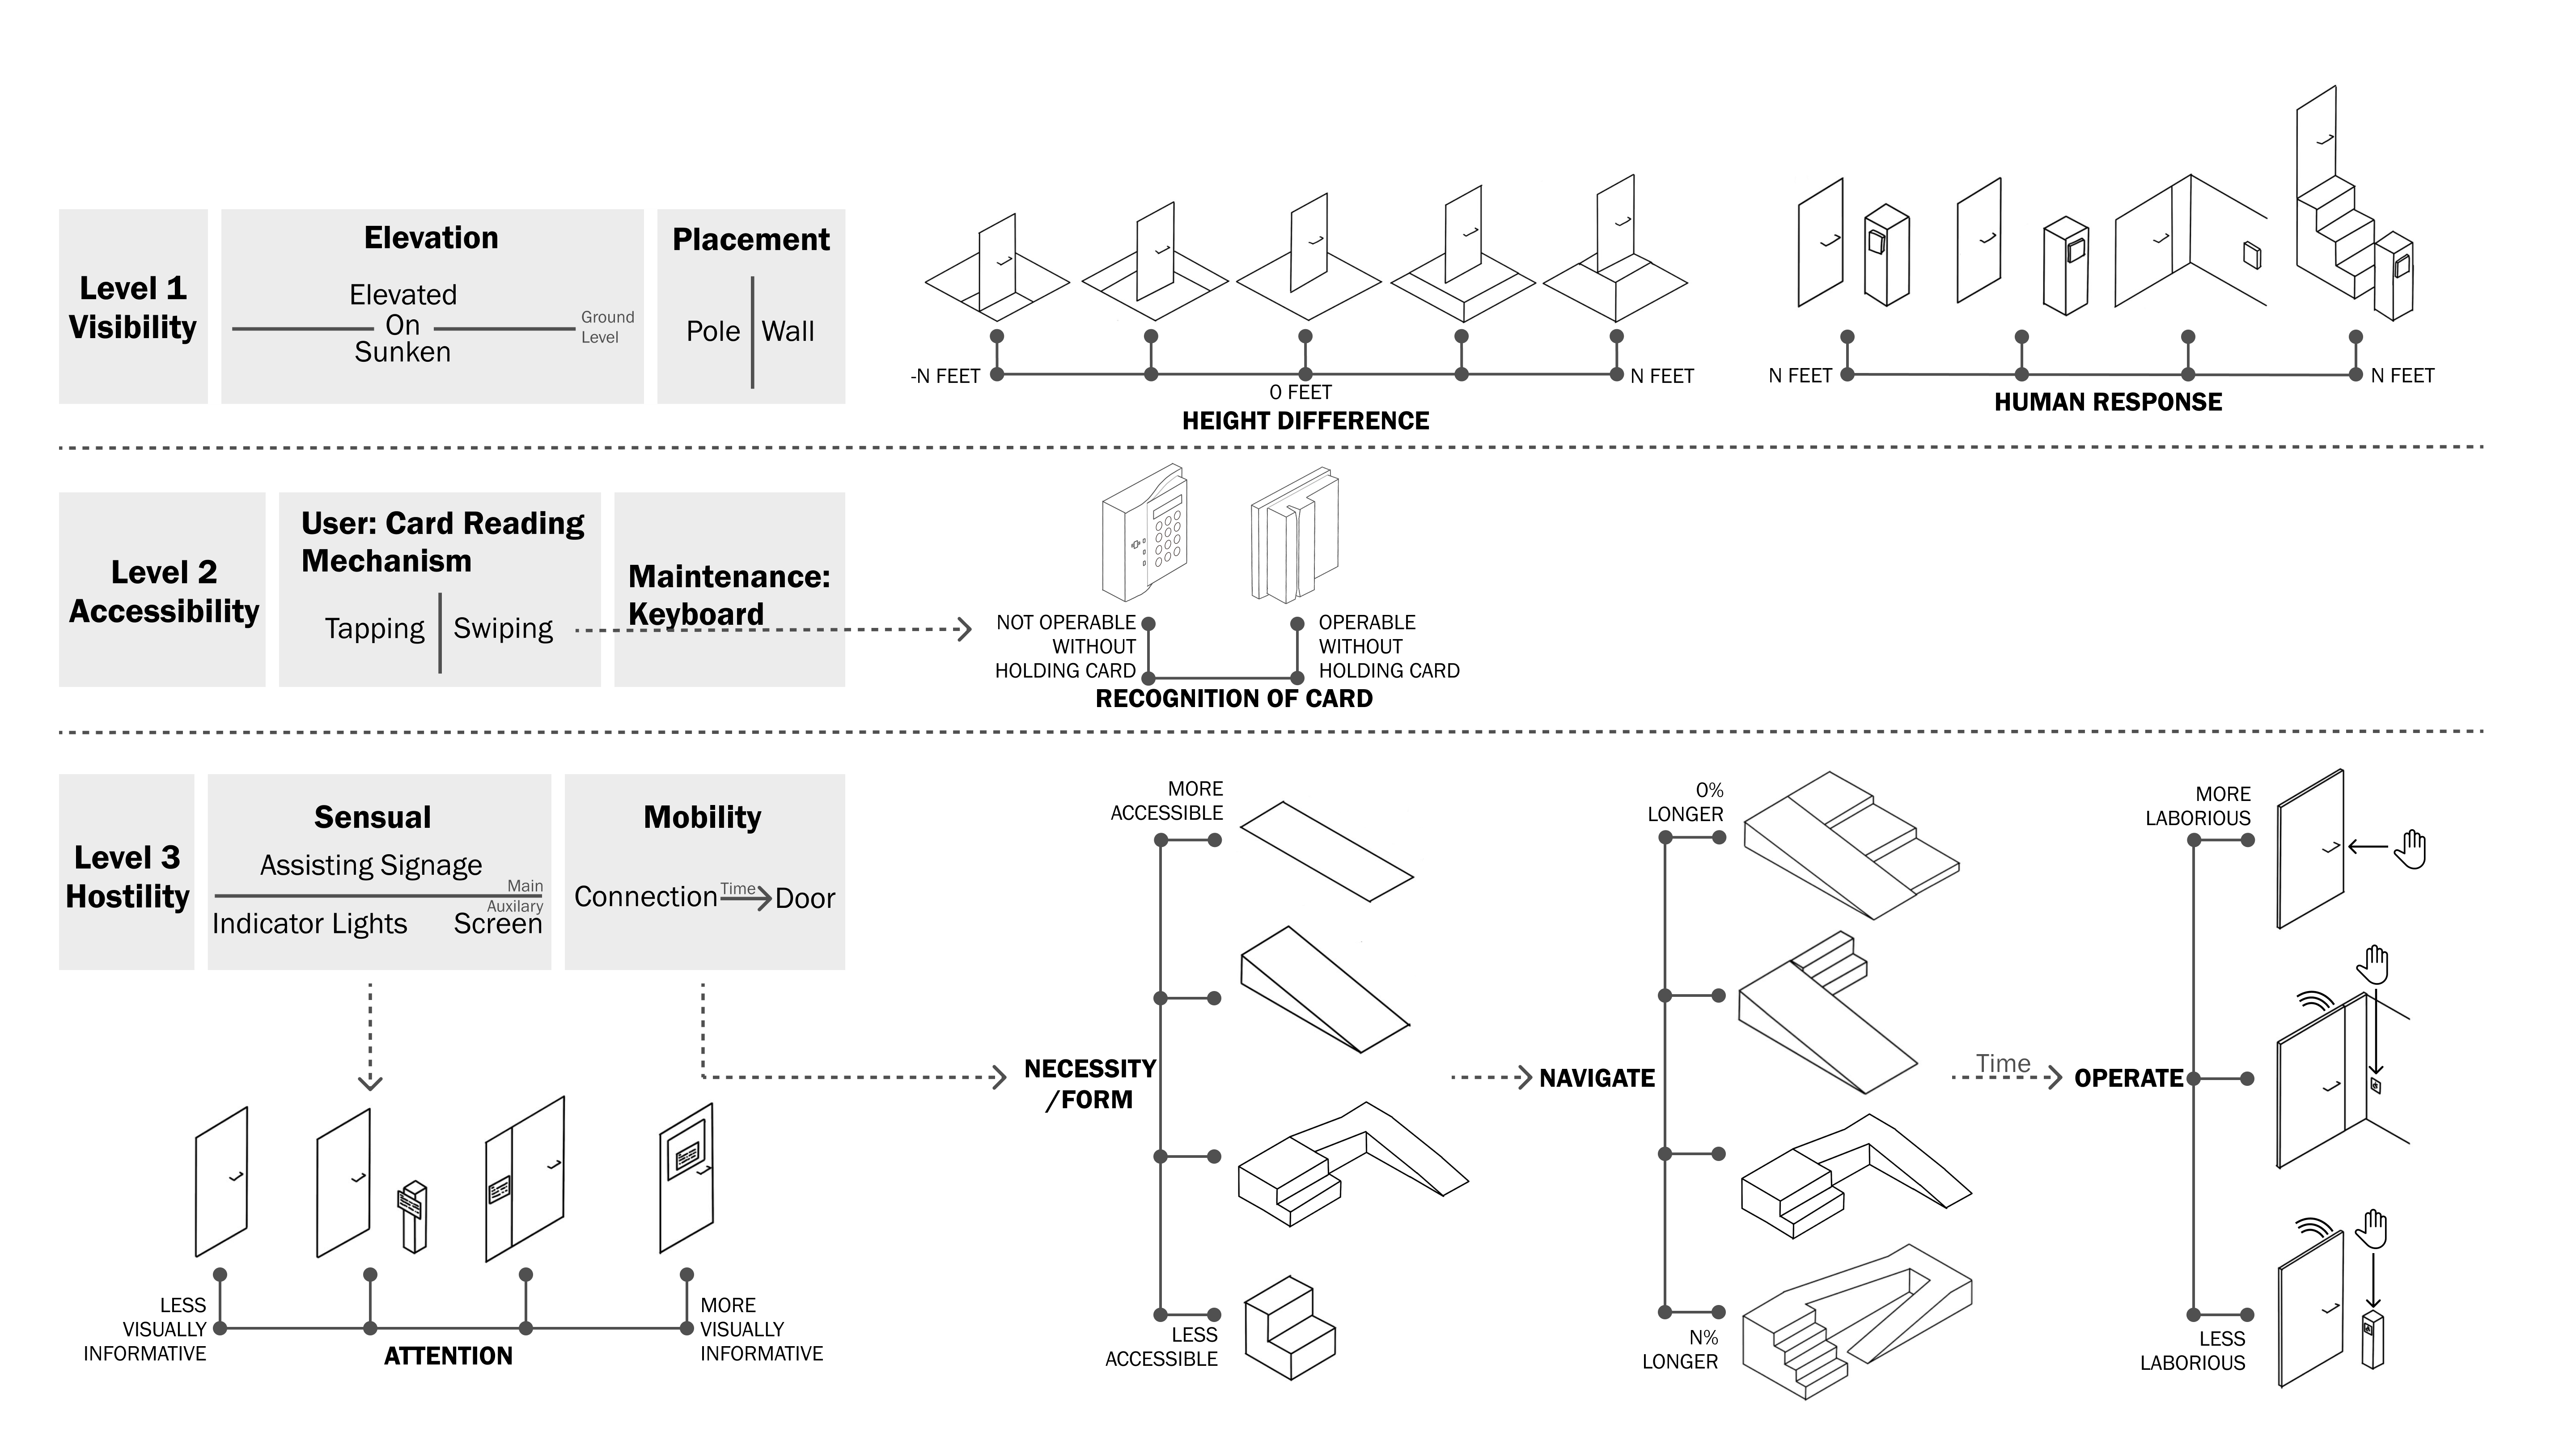 Level 1
Visibility
Elevation
Elevated
On
Sunken
Ground
Level
Placement
Pole
Wall
-N FEET
0 FEET
N FEET
HEIGHT DIFFERENCE
N FEET
N FEET
HUMAN RESPONSE
Level 2
Accessibility
User: Card Reading
Mechanism
Tapping
Swiping
Maintenance:
Keyboard
NOT OPERABLE
WITHOUT
HOLDING CARD
OPERABLE
WITHOUT
HOLDING CARD
RECOGNITION OF CARD
Level 3
Hostility
Sensual
Assisting Signage
Main
Auxilary
Indicator Lights
Screen
Mobility
Connection
Time
Door
LESS
VISUALLY
INFORMATIVE
MORE
VISUALLY
INFORMATIVE
ATTENTION
MORE
ACCESSIBLE
NECESSITY
/FORM
LESS
ACCESSIBLE
0%
LONGER
NAVIGATE
N%
LONGER
Time
MORE
LABORIOUS
OPERATE
LESS
LABORIOUS